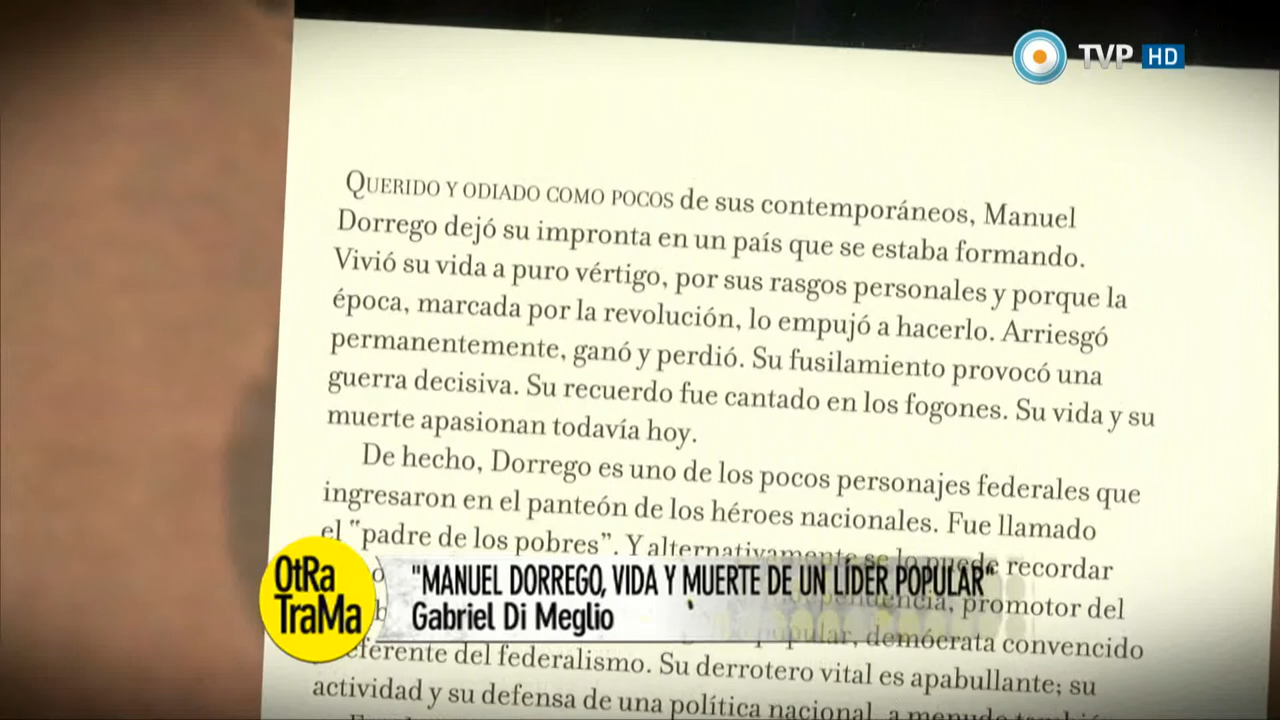 TVP HD
QUERIDO Y ODIADO COMO POCOS de sus contemporáneos, Manuel
Dorrego dejó su impronta en un país que se estaba formando.
Vivió su vida a puro vértigo, por sus rasgos personales y porque la
época, marcada por la revolución, lo empujó a hacerlo. Arriesgó
permanentemente, ganó y perdió. Su fusilamiento provocó una
guerra decisiva. Su recuerdo fue cantado en los fogones. Su vida y su
muerte apasionan todavía hoy.
De hecho, Dorrego es uno de los pocos personajes federales que
ingresaron en el panteón de los héroes nacionales. Fue llamado
el "padre de los pobres". Y alternativamente se lo puede recordar
promotor del
popular, demócrata convencido
referente del federalismo. Su derrotero vital es apabullante; su
actividad y su defensa de una política nacional, a menudo
OtRa
TraMa
"MANUEL DORREGO, VIDA Y MUERTE DE UN LÍDER POPULAR"
Gabriel Di Meglio